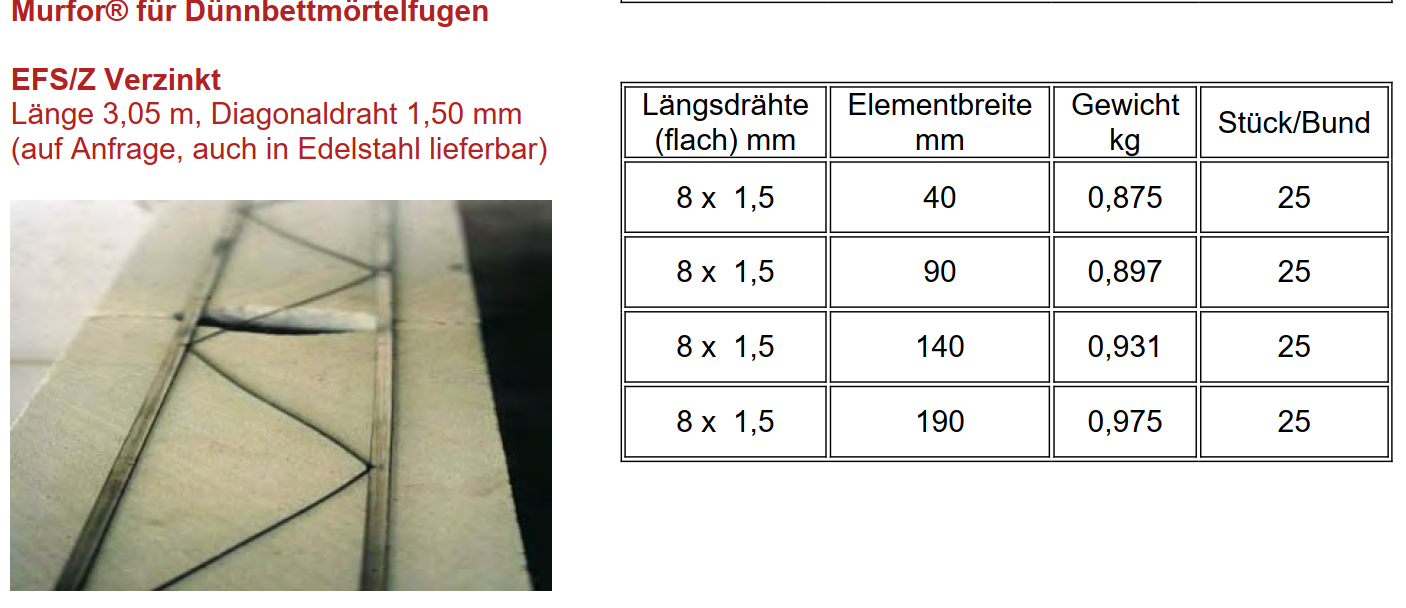 Murfor® für Dünnbettmörtelfugen
EFS/Z Verzinkt
Länge 3,05 m, Diagonaldraht 1,50 mm
(auf Anfrage, auch in Edelstahl lieferbar)
Längsdrähte (flach) mm Elementbreite mm Gewicht kg Stück/Bund
8 x 1,5 40 0,875 25
8 x 1,5 90 0,897 25
8 x 1,5 140 0,931 25
8 x 1,5 190 0,975 25